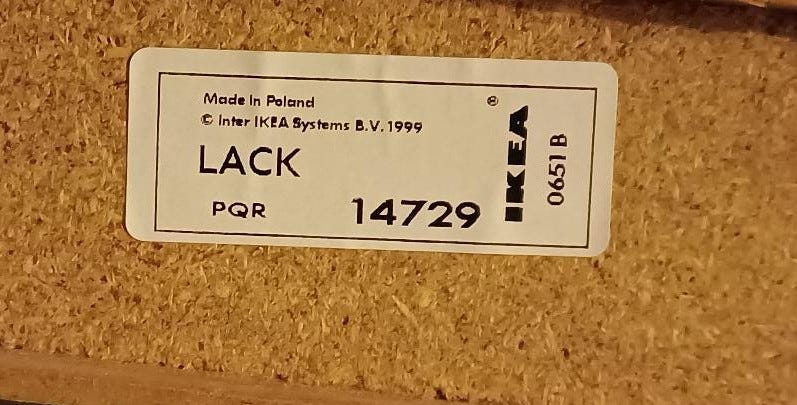 Made In Poland
© Inter IKEA Systems B.V. 1999
LACK
PQR 14729
®
IKEA
0651 B